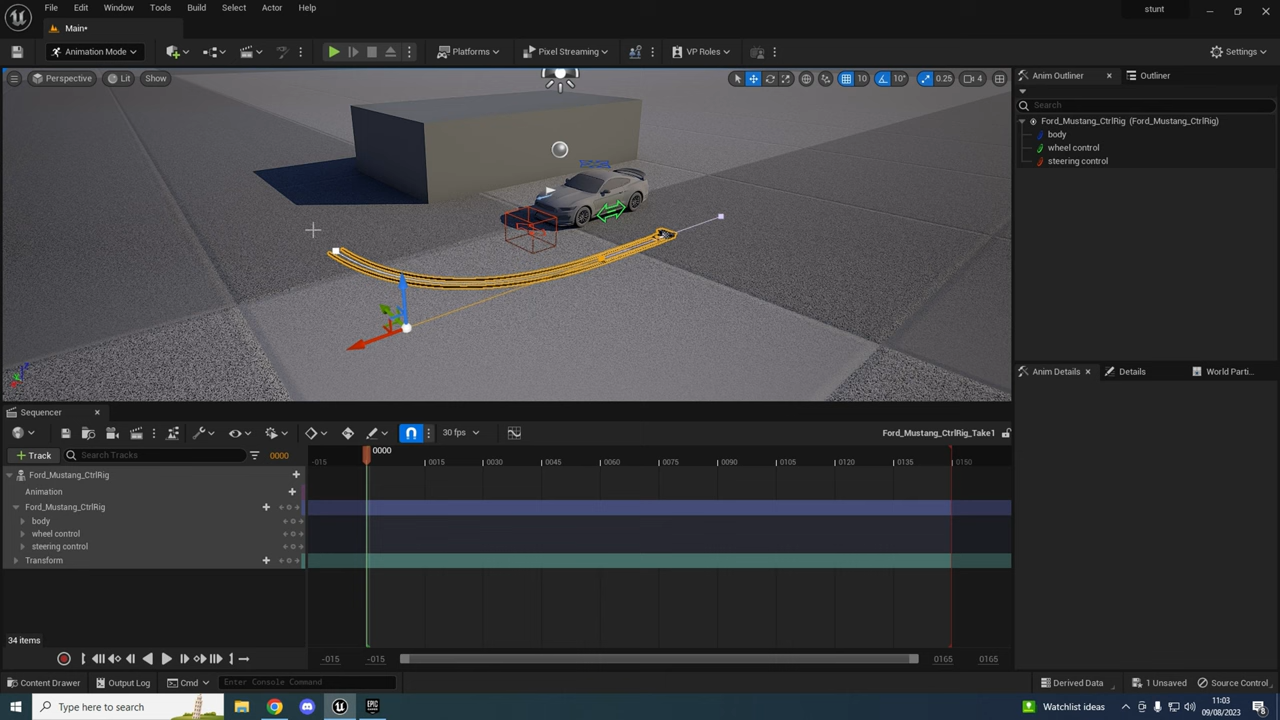 File Edit Window Tools Build Select Actor Help
stunt
Main*
Animation Mode
Platforms
Pixel Streaming
VP Roles
Settings
Perspective Lit Show
10 10° 0.25 4
Anim Outliner
Outliner
Search
Ford_Mustang_CtrlRig (Ford_Mustang_CtrlRig)
body
wheel control
steering control
Anim Details
Details
World Parti...
Sequencer
30 fps
Ford_Mustang_CtrlRig_Take1
Track
Search Tracks
0000
0000
-015 0015 0030 0045 0060 0075 0090 0105 0120 0135 0150
Ford_Mustang_CtrlRig
Animation
Ford_Mustang_CtrlRig
body
wheel control
steering control
Transform
34 items
-015 -015 0165 0165
Content Drawer
Output Log
Cmd
Enter Console Command
Derived Data
1 Unsaved
Source Control
Type here to search
EPIC
Watchlist ideas
11:03
09/08/2023